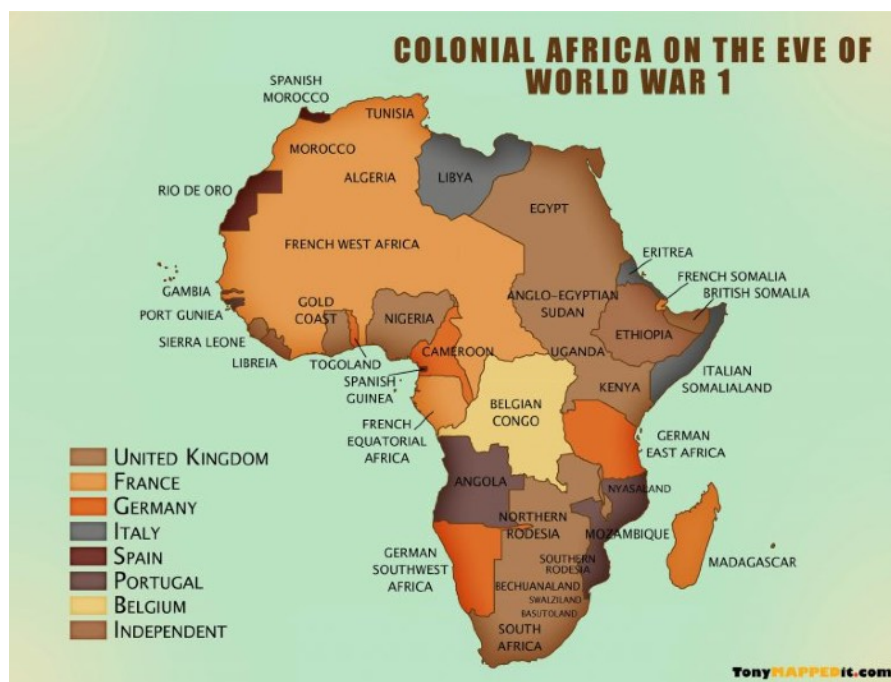 COLONIAL AFRICA ON THE EVE OF
WORLD WAR 1
SPANISH
MOROCCO
TUNISIA
MOROCCO
ALGERIA
LIBYA
EGYPT
RIO DE ORO
FRENCH WEST AFRICA
ERITREA
FRENCH SOMALIA
BRITISH SOMALIA
GAMBIA
PORT GUNIEA
GOLD
COAST
NIGERIA
ANGLO-EGYPTIAN
SUDAN
ETHIOPIA
SIERRA LEONE
LIBREIA
TOGOLAND
CAMEROON
UGANDA
SPANISH
GUINEA
KENYA
ITALIAN
SOMALIALAND
FRENCH
EQUATORIAL
AFRICA
BELGIAN
CONGO
GERMAN
EAST AFRICA
ANGOLA
NYASALAND
NORTHERN
RODESIA
MOZAMBIQUE
MADAGASCAR
GERMAN
SOUTHWEST
AFRICA
SOUTHERN
RODESIA
BECHUANALAND
SWALZILAND
BASUTOLAND
SOUTH
AFRICA
UNITED KINGDOM
FRANCE
GERMANY
ITALY
SPAIN
PORTUGAL
BELGIUM
INDEPENDENT
TonyMAPPEDit.com